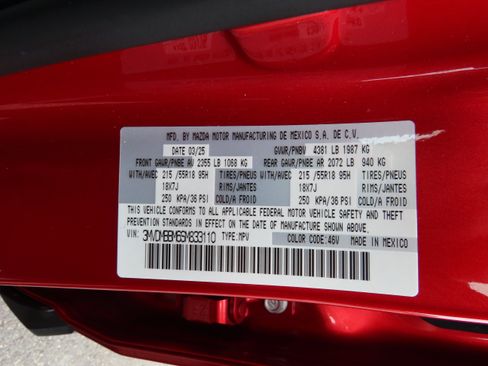 MFD. BY MAZDA MOTOR MANUFACTURING DE MEXICO S.A. DE C.V.
DATE 03/25 GVWR/PNBV 4381 LB 1987 KG
FRONT GAWR/PNBE AV 2355 LB 1068 KG REAR GAWR/PNBE AR 2072 LB 940 KG
WITH/AVEC 215/55R18 95H TIRES/PNEUS WITH/AVEC 215/55R18 95H TIRES/PNEUS
18X7J RIMS/JANTES 18X7J RIMS/JANTES
250 KPA/36 PSI COLD/A FROID 250 KPA/36 PSI COLD/A FROID
THIS VEHICLE CONFORMS TO ALL APPLICABLE FEDERAL MOTOR VEHICLE SAFETY AND THEFT
PREVENTION STANDARDS IN EFFECT ON THE DATE OF MANUFACTURE SHOWN ABOVE.
VIN: TYPE: MPV COLOR CODE: 46V MADE IN MEXICO